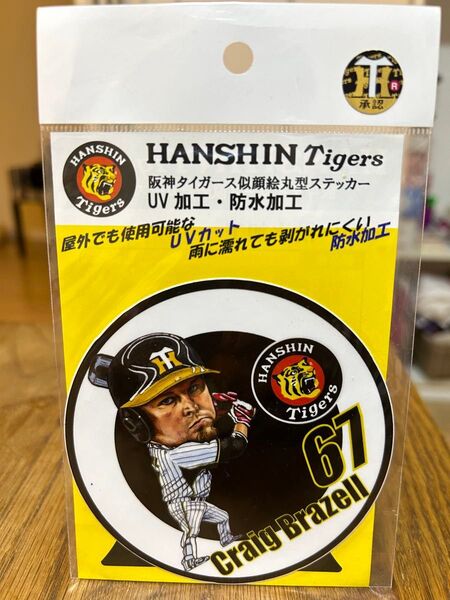 TH
R
承認
HANSHIN
Tigers
HANSHIN Tigers
阪神タイガース似顔絵丸型ステッカー
UV 加工・防水加工
屋外でも使用可能な
UVカット
雨に濡れても剥がれにくい
防水加工
HANSHIN
Tigers
67
Craig Brazell